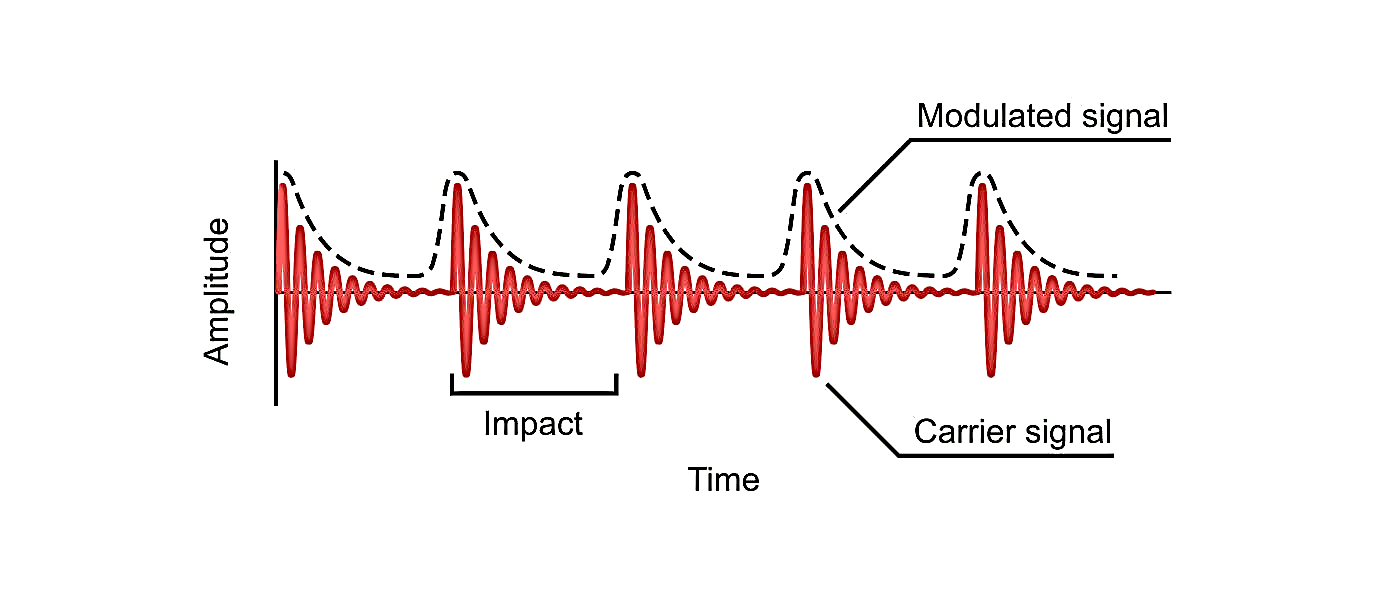 Modulated signal
Amplitude
Impact
Carrier signal
Time